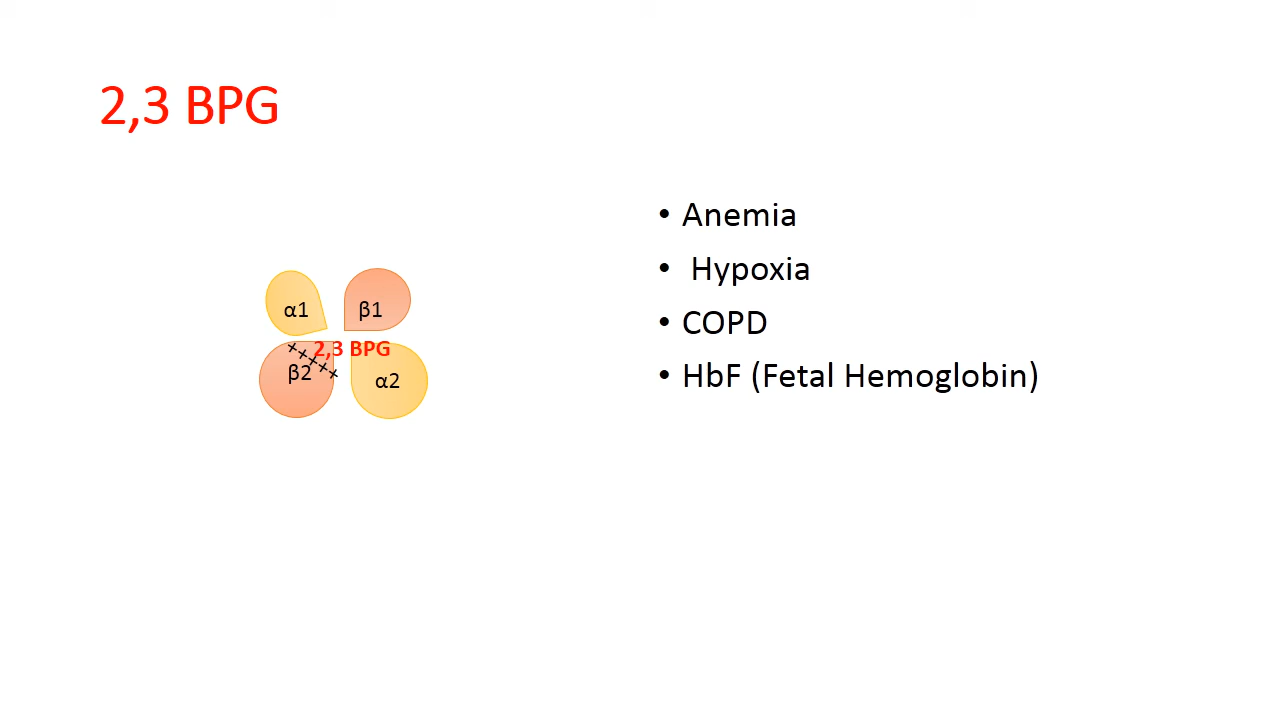 2,3 BPG
α1
β1
2,3 BPG
β2
α2
• Anemia
• Hypoxia
• COPD
• HbF (Fetal Hemoglobin)